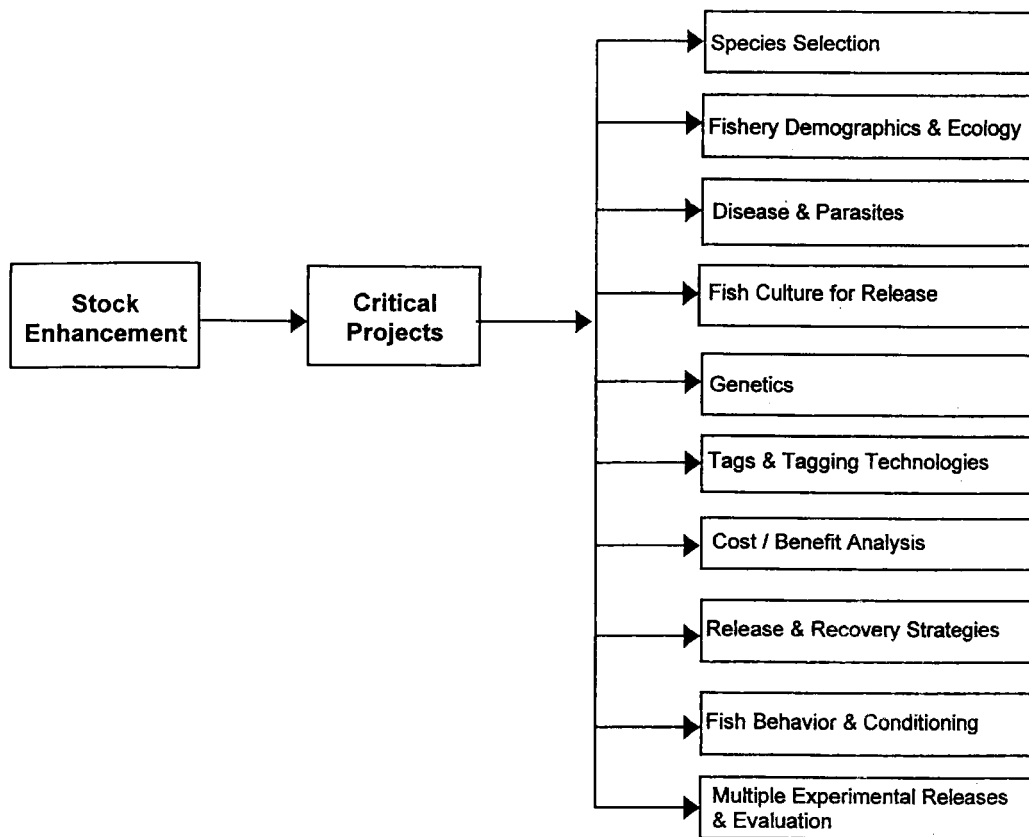 Stock
Enhancement
Critical
Projects
Species Selection
Fishery Demographics & Ecology
Disease & Parasites
Fish Culture for Release
Genetics
Tags & Tagging Technologies
Cost / Benefit Analysis
Release & Recovery Strategies
Fish Behavior & Conditioning
Multiple Experimental Releases
& Evaluation